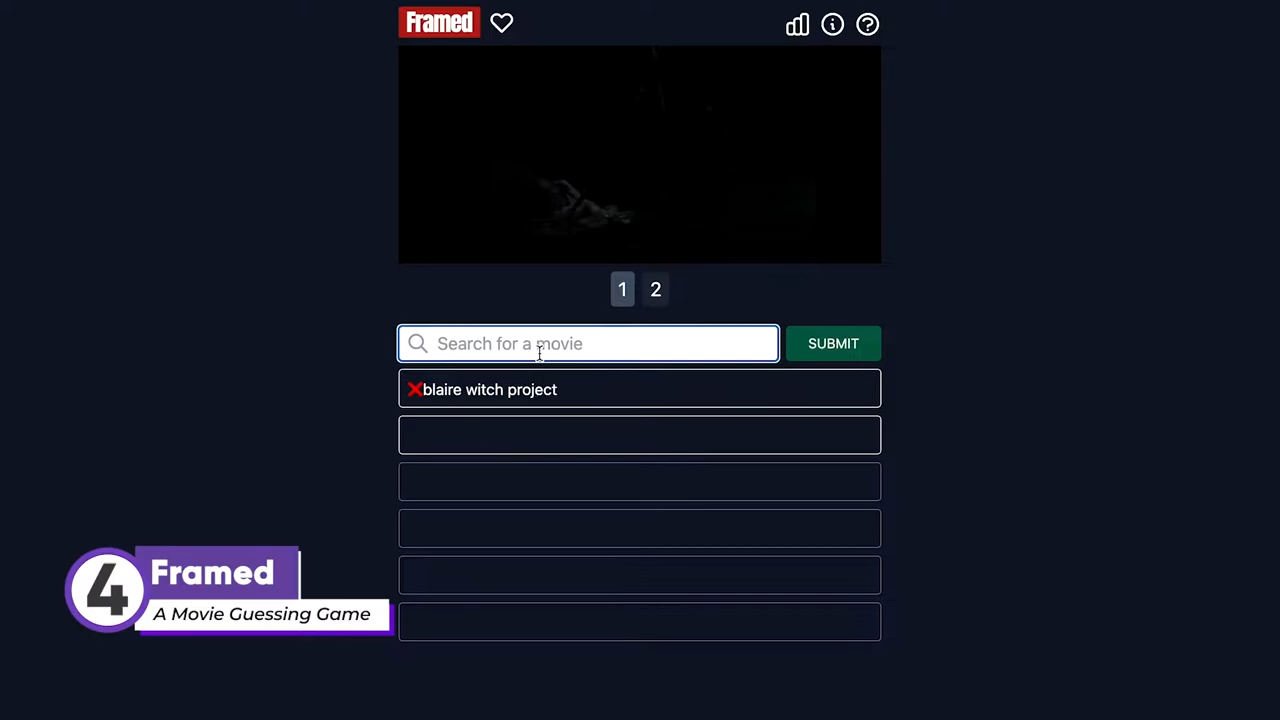 Framed
1 2
Search for a movie
SUBMIT
❌blaire witch project
4
Framed
A Movie Guessing Game